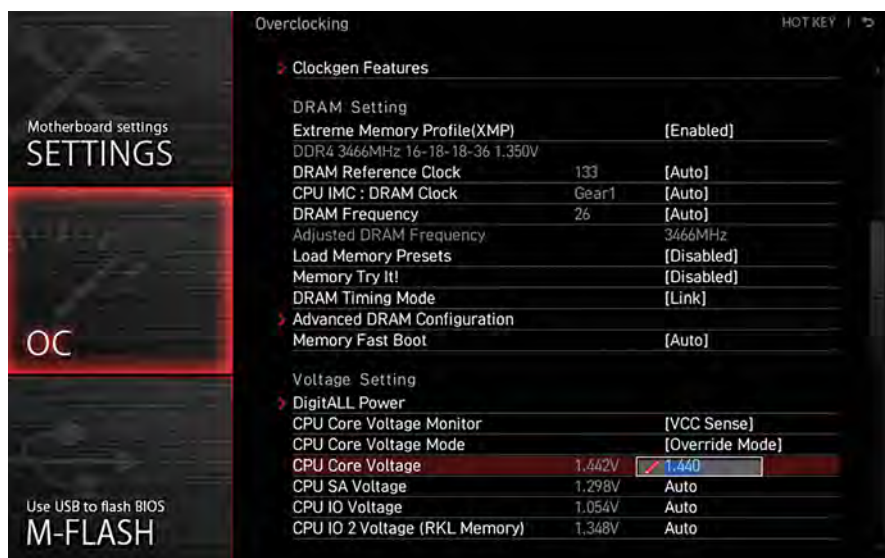 Overclocking
HOT KEY
Clockgen Features
DRAM Setting
Extreme Memory Profile(XMP) [Enabled]
DDR4 3466MHz 16-18-18-36 1.350V
DRAM Reference Clock 133 [Auto]
CPU IMC : DRAM Clock Gear1 [Auto]
DRAM Frequency 26 [Auto]
Adjusted DRAM Frequency 3466MHz
Load Memory Presets [Disabled]
Memory Try It! [Disabled]
DRAM Timing Mode [Link]
Advanced DRAM Configuration
Memory Fast Boot [Auto]
Voltage Setting
DigitALL Power
CPU Core Voltage Monitor [VCC Sense]
CPU Core Voltage Mode [Override Mode]
CPU Core Voltage 1.442V 1.440
CPU SA Voltage 1.298V Auto
CPU IO Voltage 1.054V Auto
CPU IO 2 Voltage (RKL Memory) 1.348V Auto
Motherboard settings
SETTINGS
OC
Use USB to flash BIOS
M-FLASH